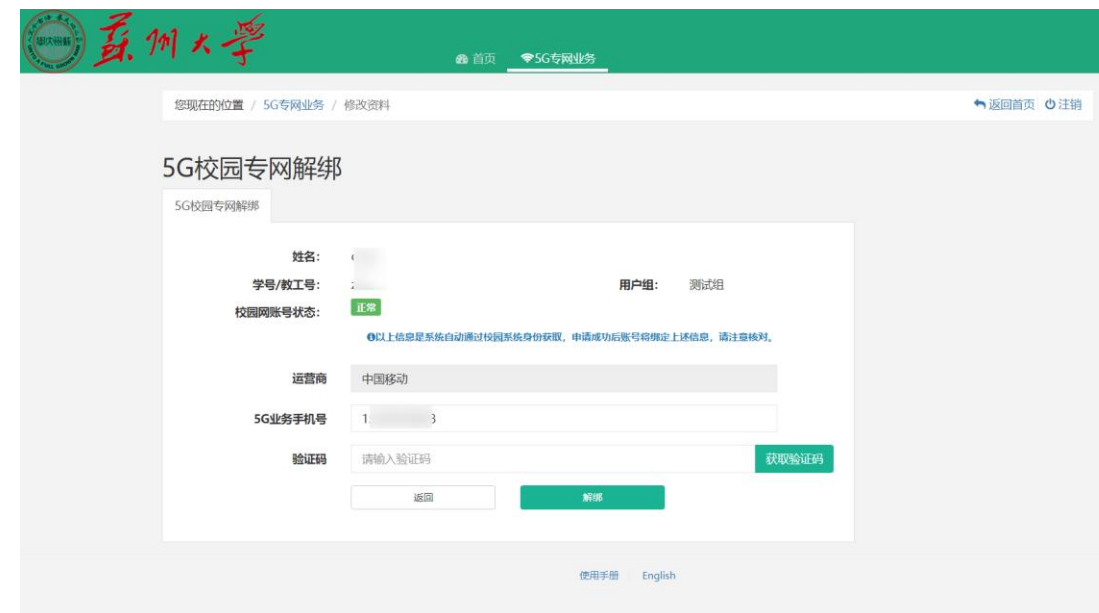 蘇州大學
首页 5G专网业务
您现在的位置 / 5G专网业务 / 修改资料 返回首页 注销
5G校园专网解绑
5G校园专网解绑
姓名：
学号/教工号： 用户组： 测试组
校园网账号状态： 正常
以上信息是系统自动通过校园系统身份获取，申请成功后账号将绑定上述信息，请注意核对。
运营商 中国移动
5G业务手机号 1 3
验证码 请输入验证码 获取验证码
返回 解绑
使用手册 English